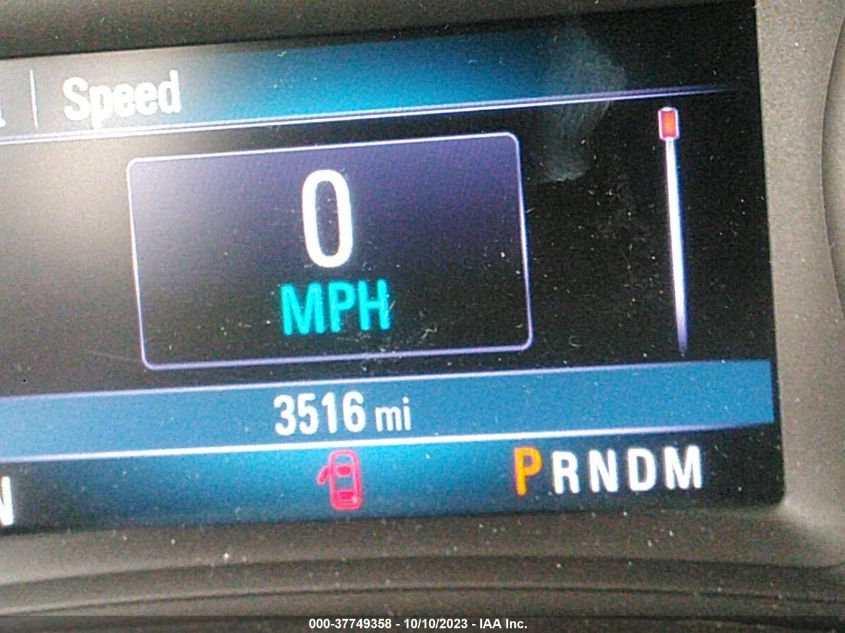 Speed
0
MPH
3516 mi
PRNDM
000-37749358 - 10/10/2023 - IAA Inc.